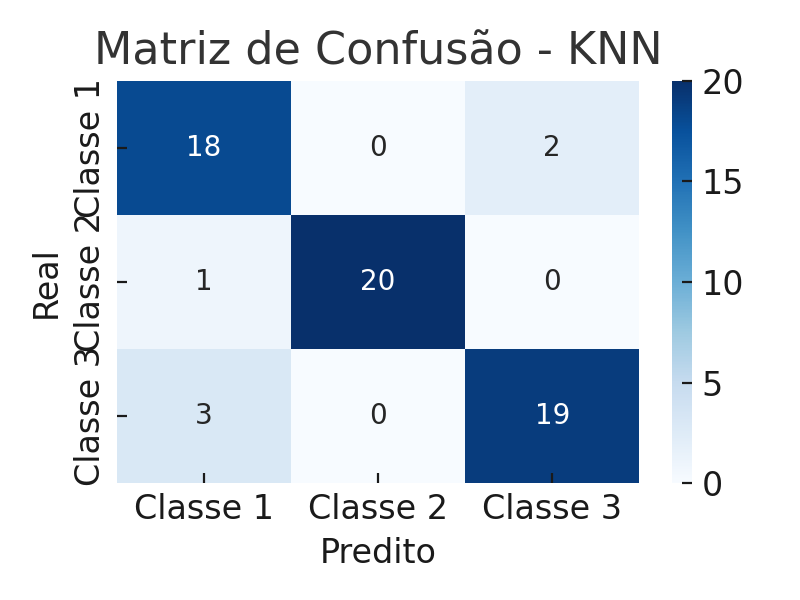 Matriz de Confusão - KNN
Real
Classe 1
Classe 2
Classe 3
18 0 2
1 20 0
3 0 19
Classe 1 Classe 2 Classe 3
Predito
20
15
10
5
0